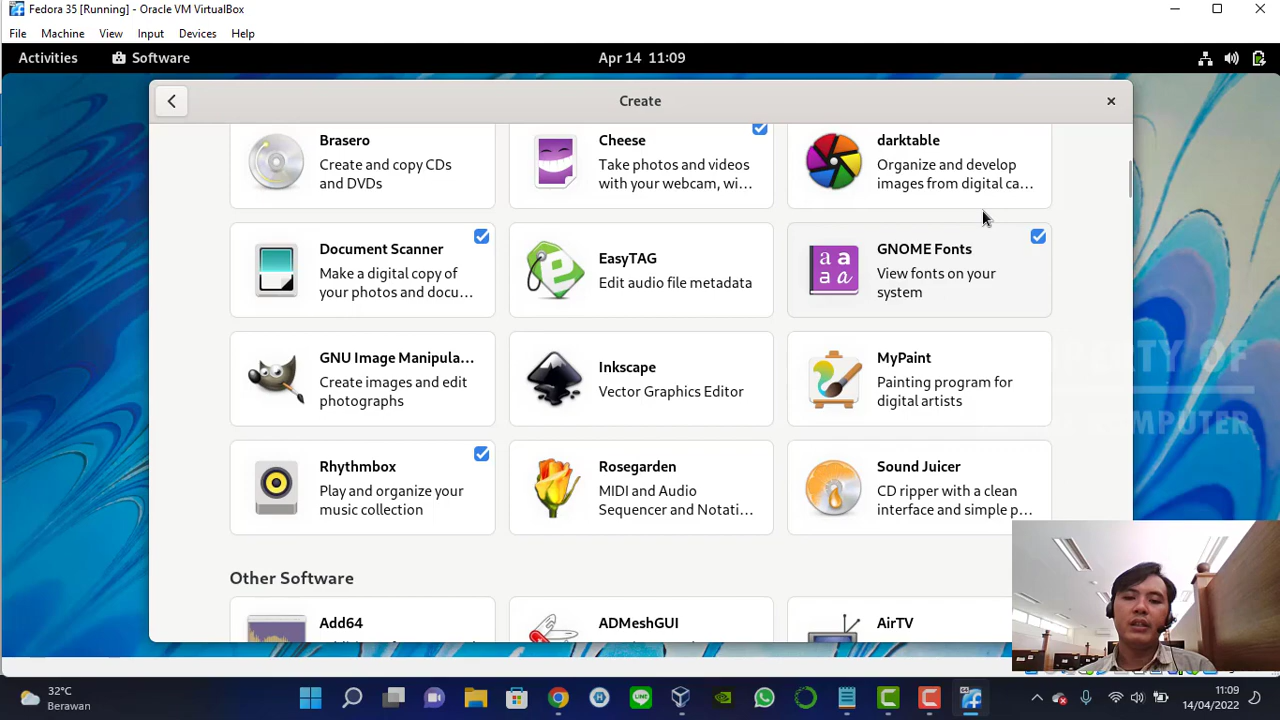 Fedora 35 [Running] - Oracle VM VirtualBox
File Machine View Input Devices Help
Activities Software Apr 14 11:09
Create
Brasero
Create and copy CDs
and DVDs
Cheese
Take photos and videos
with your webcam, wi...
darktable
Organize and develop
images from digital ca...
Document Scanner
Make a digital copy of
your photos and docu...
EasyTAG
Edit audio file metadata
GNOME Fonts
View fonts on your
system
GNU Image Manipula...
Create images and edit
photographs
Inkscape
Vector Graphics Editor
MyPaint
Painting program for
digital artists
PERTY OF
COMPUTER
Rhythmbox
Play and organize your
music collection
Rosegarden
MIDI and Audio
Sequencer and Notati...
Sound Juicer
CD ripper with a clean
interface and simple p...
Other Software
Add64
ADMeshGUI
AirTV
32°C
Berawan
11:09
14/04/2022